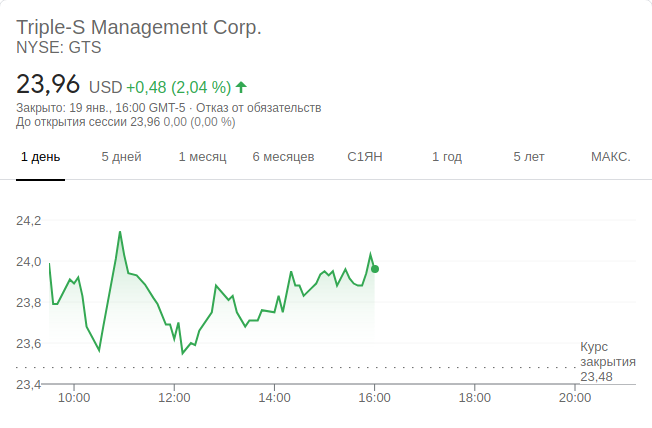 Triple-S Management Corp.
NYSE: GTS
23,96 USD +0,48 (2,04 %)
Закрыто: 19 янв., 16:00 GMT-5 · Отказ от обязательств
До открытия сессии 23,96 0,00 (0,00 %)
1 день 5 дней 1 месяц 6 месяцев С1ЯН 1 год 5 лет МАКС.
24,2
24,0
23,8
23,6
Курс
закрытия
23,48
23,4
10:00 12:00 14:00 16:00 18:00 20:00